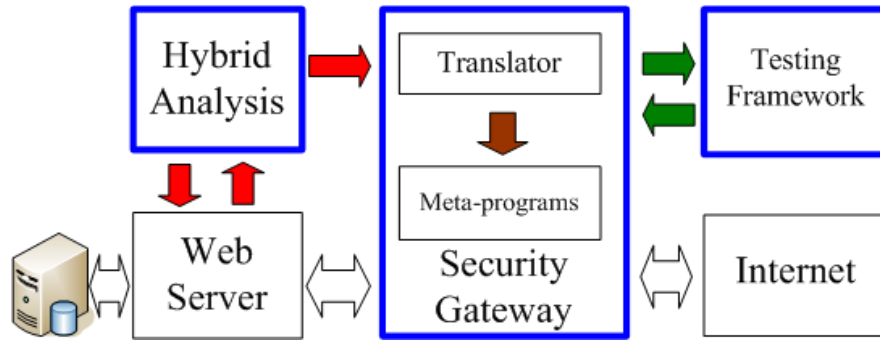 Hybrid
Analysis
Translator
Testing
Framework
Meta-programs
Web
Server
Security
Gateway
Internet